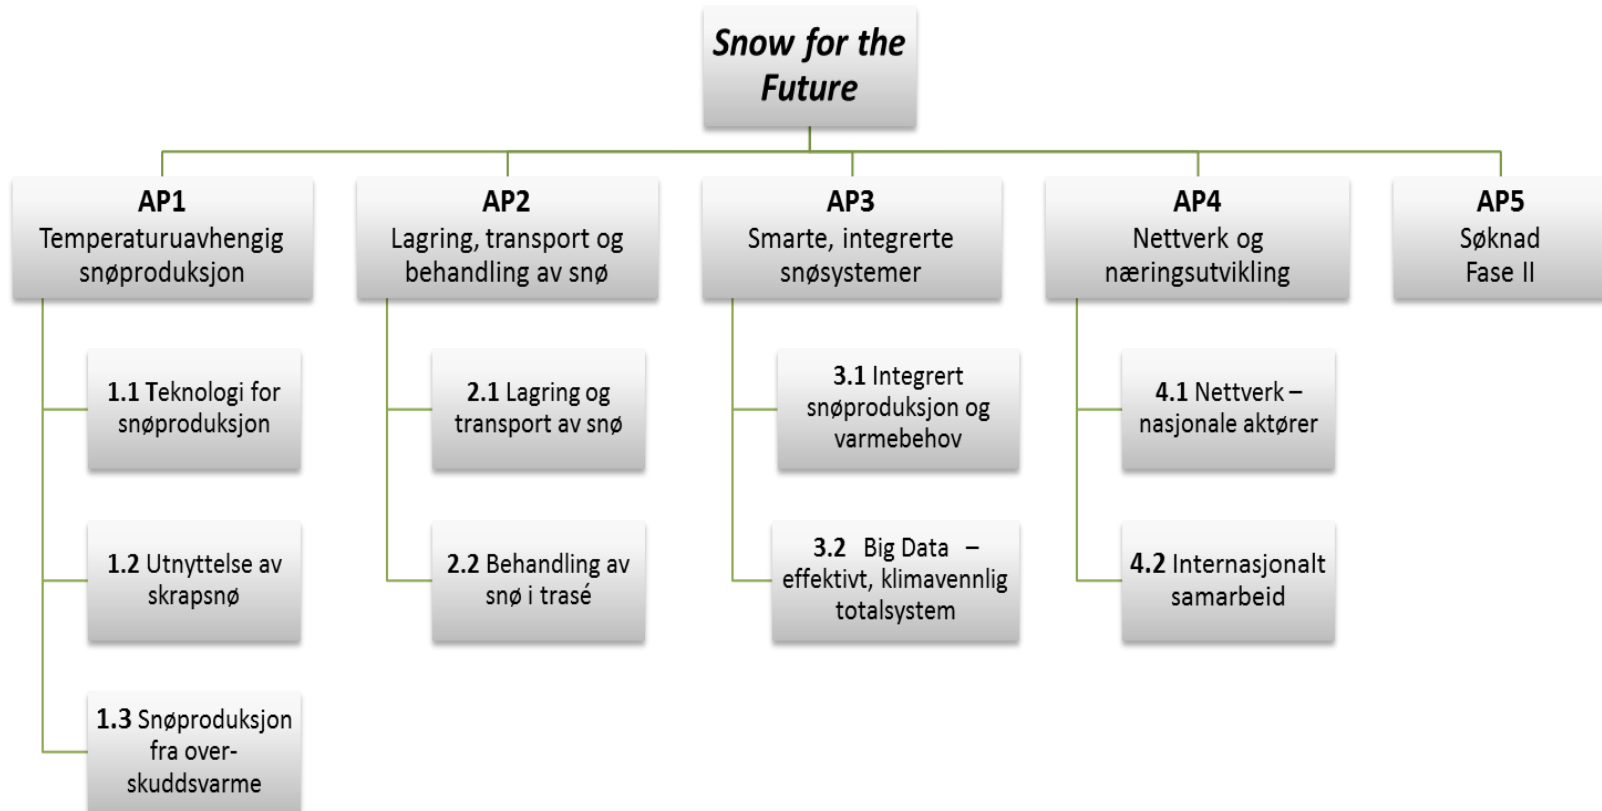 Snow for the
Future
AP1
Temperaturuavhengig
snøproduksjon
AP2
Lagring, transport og
behandling av snø
AP3
Smarte, integrerte
snøsystemer
AP4
Nettverk og
næringsutvikling
AP5
Søknad
Fase II
1.1 Teknologi for
snøproduksjon
1.2 Utnyttelse av
skrapsnø
1.3 Snøproduksjon
fra over-
skuddsvarme
2.1 Lagring og
transport av snø
2.2 Behandling av
snø i trasé
3.1 Integrert
snøproduksjon og
varmebehov
3.2 Big Data –
effektivt, klimavennlig
totalsystem
4.1 Nettverk –
nasjonale aktører
4.2 Internasjonalt
samarbeid